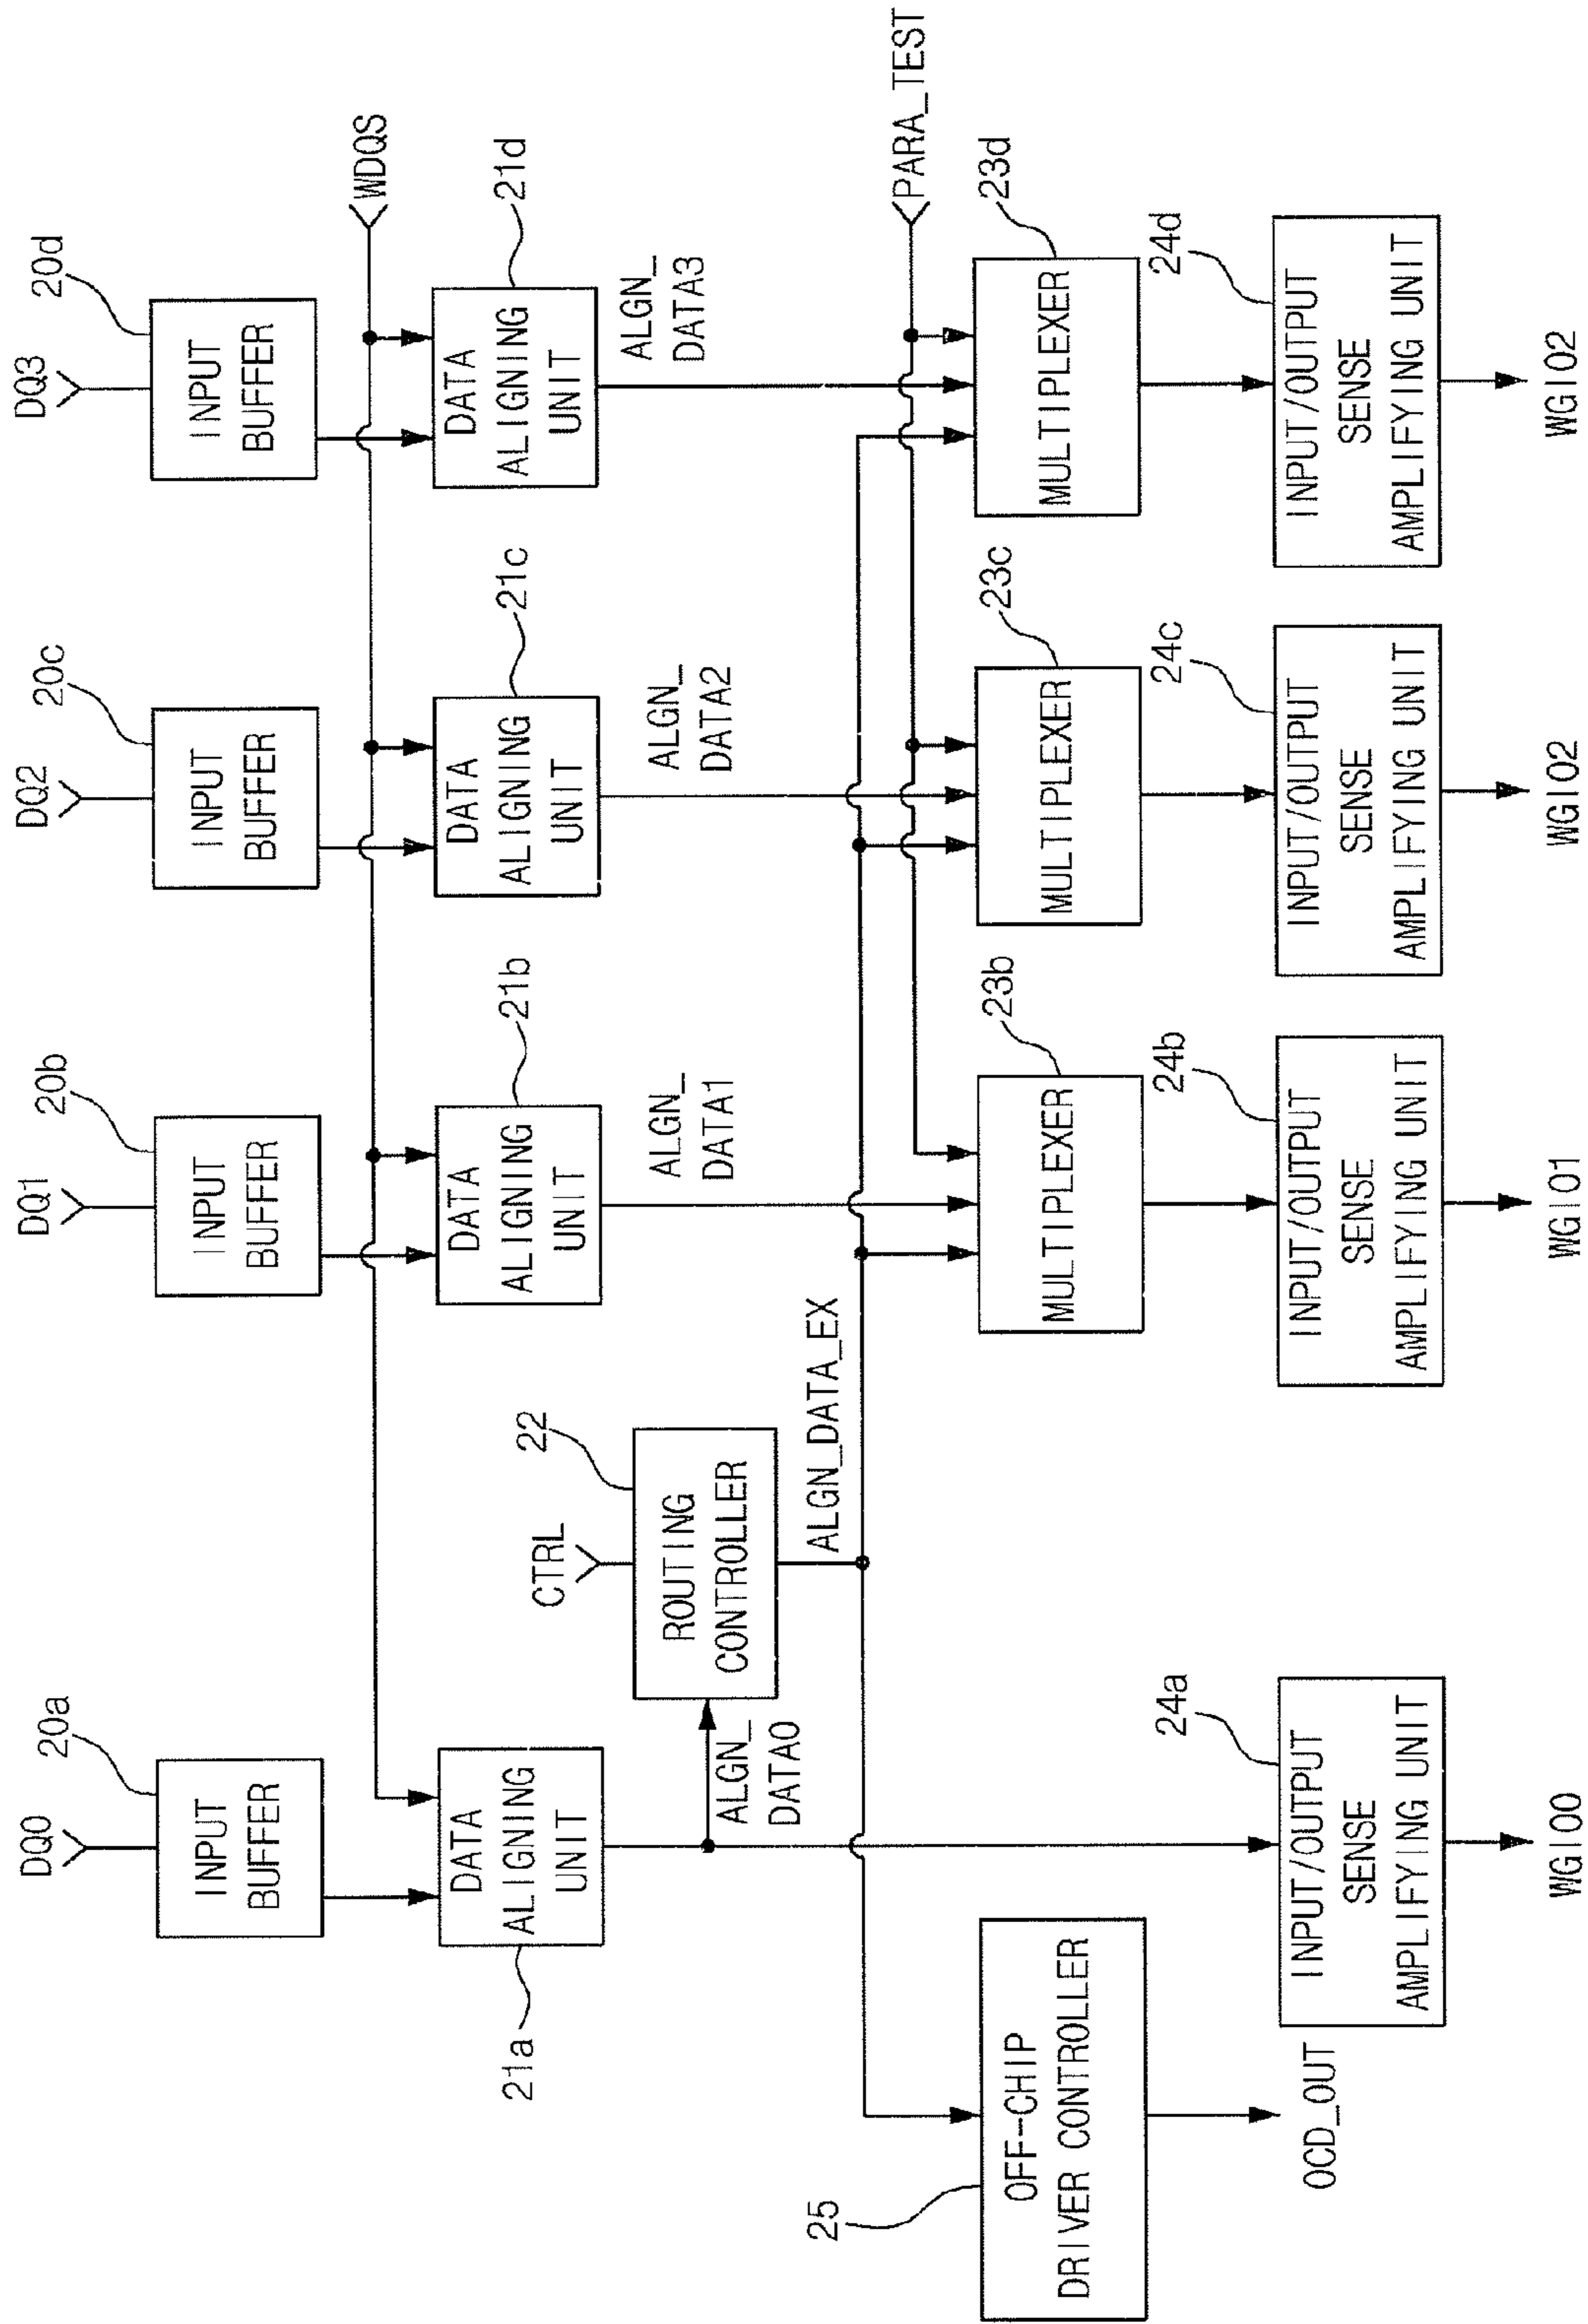 DQ0
DQ1
DQ2
DQ3
20a
20b
20c
20d
INPUT
BUFFER
INPUT
BUFFER
INPUT
BUFFER
INPUT
BUFFER
WDQS
21a
21b
21c
21d
DATA
ALIGNING
UNIT
DATA
ALIGNING
UNIT
DATA
ALIGNING
UNIT
DATA
ALIGNING
UNIT
CTRL
22
ROUTING
CONTROLLER
ALGN_
DATA0
ALGN_
DATA1
ALGN_
DATA2
ALGN_
DATA3
ALGN_DATA_EX
PARA_TEST
25
OFF-CHIP
DRIVER CONTROLLER
23b
23c
23d
MULTIPLEXER
MULTIPLEXER
MULTIPLEXER
24a
24b
24c
24d
INPUT/OUTPUT
SENSE
AMPLIFYING UNIT
INPUT/OUTPUT
SENSE
AMPLIFYING UNIT
INPUT/OUTPUT
SENSE
AMPLIFYING UNIT
INPUT/OUTPUT
SENSE
AMPLIFYING UNIT
OCD_OUT
WGIO0
WGIO1
WGIO2
WGIO2